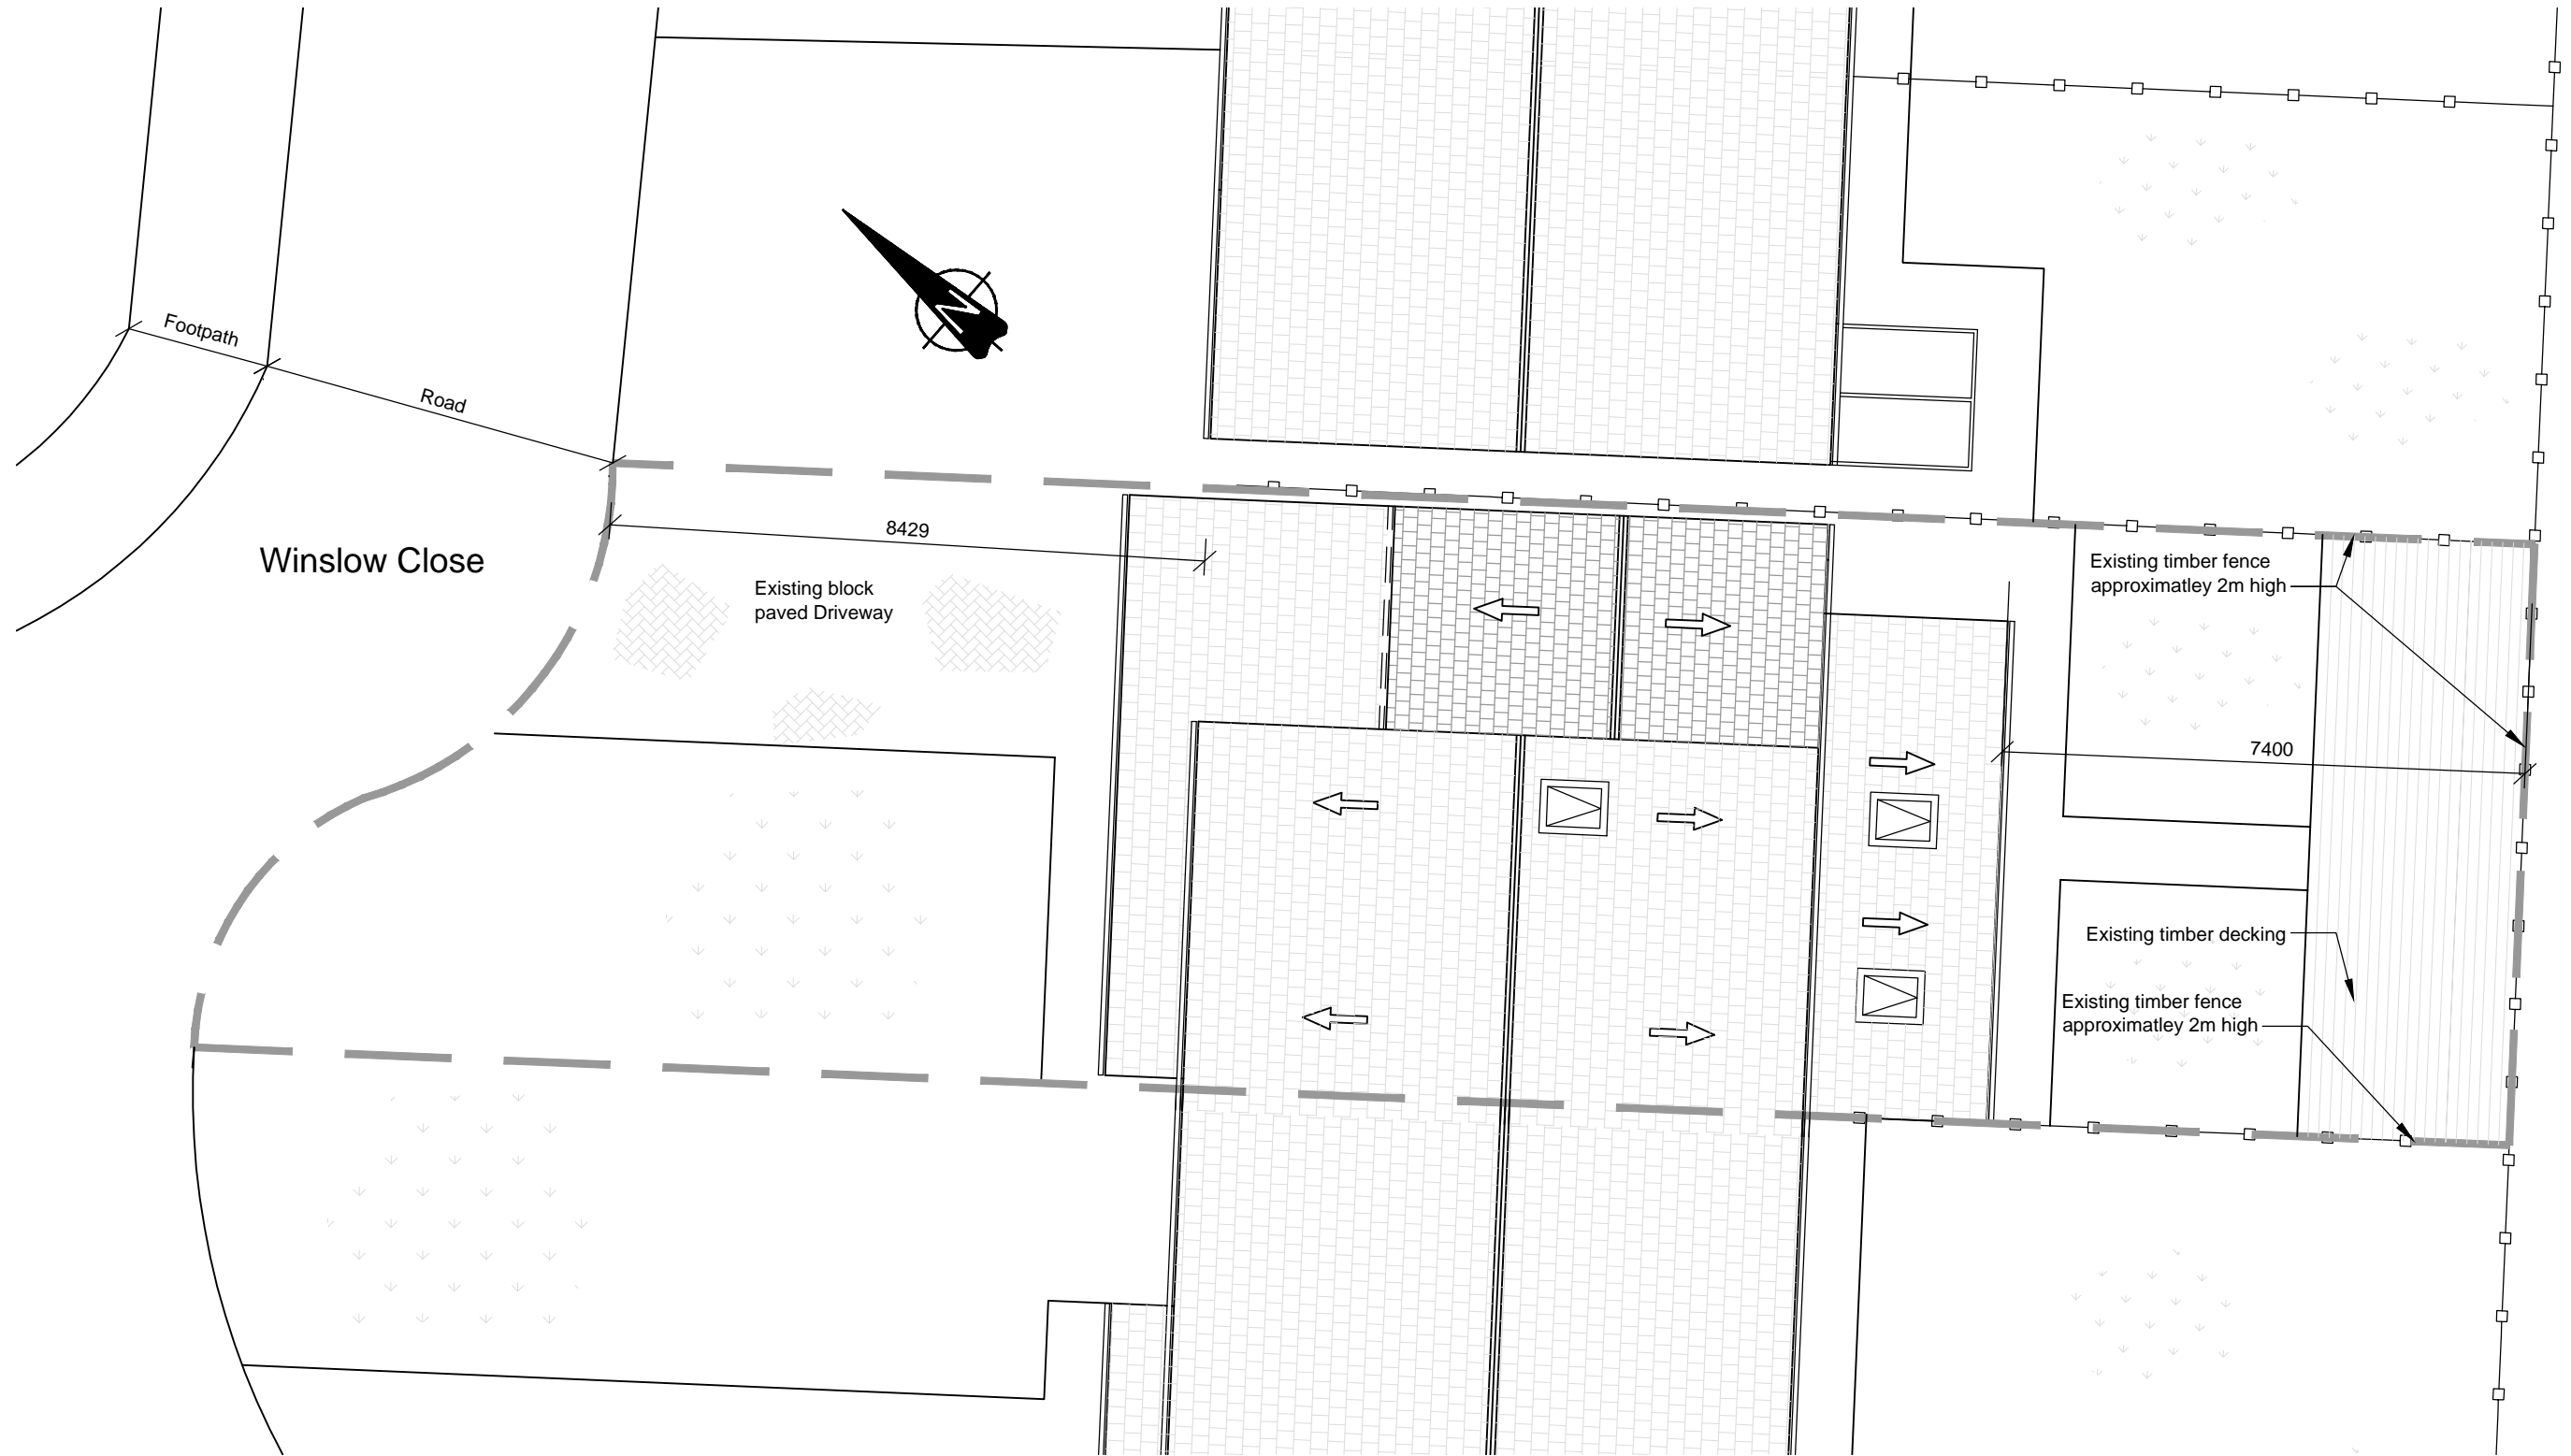 Footpath
Road
N
Winslow Close
8429
Existing block
paved Driveway
Existing timber fence
approximatley 2m high
7400
Existing timber decking
Existing timber fence
approximatley 2m high